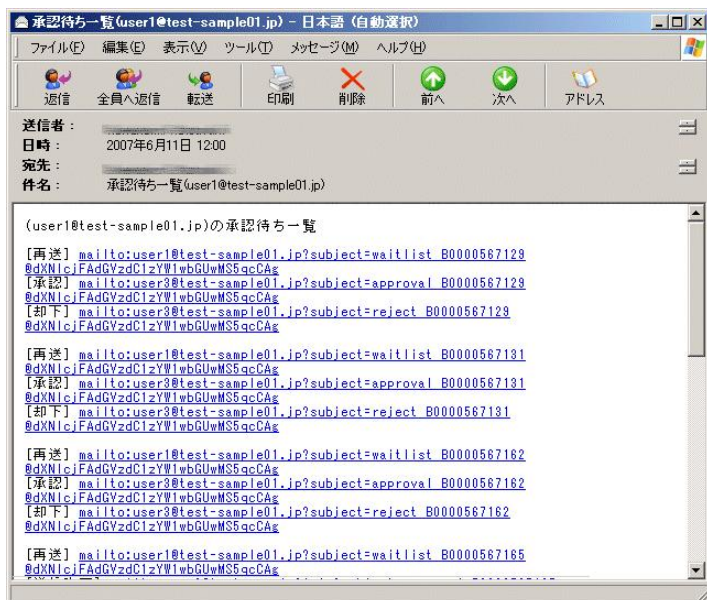 承認待ち一覧(user1@test-sample01.jp) - 日本語 (自動選択)
ファイル(F) 編集(E) 表示(V) ツール(T) メッセージ(M) ヘルプ(H)
返信 全員へ返信 転送 印刷 削除 前へ 次へ アドレス
送信者:
日時: 2007年6月11日 12:00
宛先:
件名: 承認待ち一覧(user1@test-sample01.jp)
(user1@test-sample01.jp)の承認待ち一覧
[再送] mailto:user1@test-sample01.jp?subject=waitlist B0000567129
@dXNlcjFAdGVzdC1zYW1wbGUwMS5qcCAg
[承認] mailto:user3@test-sample01.jp?subject=approval B0000567129
@dXNlcjFAdGVzdC1zYW1wbGUwMS5qcCAg
[却下] mailto:user3@test-sample01.jp?subject=reject B0000567129
@dXNlcjFAdGVzdC1zYW1wbGUwMS5qcCAg
[再送] mailto:user1@test-sample01.jp?subject=waitlist B0000567131
@dXNlcjFAdGVzdC1zYW1wbGUwMS5qcCAg
[承認] mailto:user3@test-sample01.jp?subject=approval B0000567131
@dXNlcjFAdGVzdC1zYW1wbGUwMS5qcCAg
[却下] mailto:user3@test-sample01.jp?subject=reject B0000567131
@dXNlcjFAdGVzdC1zYW1wbGUwMS5qcCAg
[再送] mailto:user1@test-sample01.jp?subject=waitlist B0000567162
@dXNlcjFAdGVzdC1zYW1wbGUwMS5qcCAg
[承認] mailto:user3@test-sample01.jp?subject=approval B0000567162
@dXNlcjFAdGVzdC1zYW1wbGUwMS5qcCAg
[却下] mailto:user3@test-sample01.jp?subject=reject B0000567162
@dXNlcjFAdGVzdC1zYW1wbGUwMS5qcCAg
[再送] mailto:user1@test-sample01.jp?subject=waitlist B0000567165
@dXNlcjFAdGVzdC1zYW1wbGUwMS5qcCAg